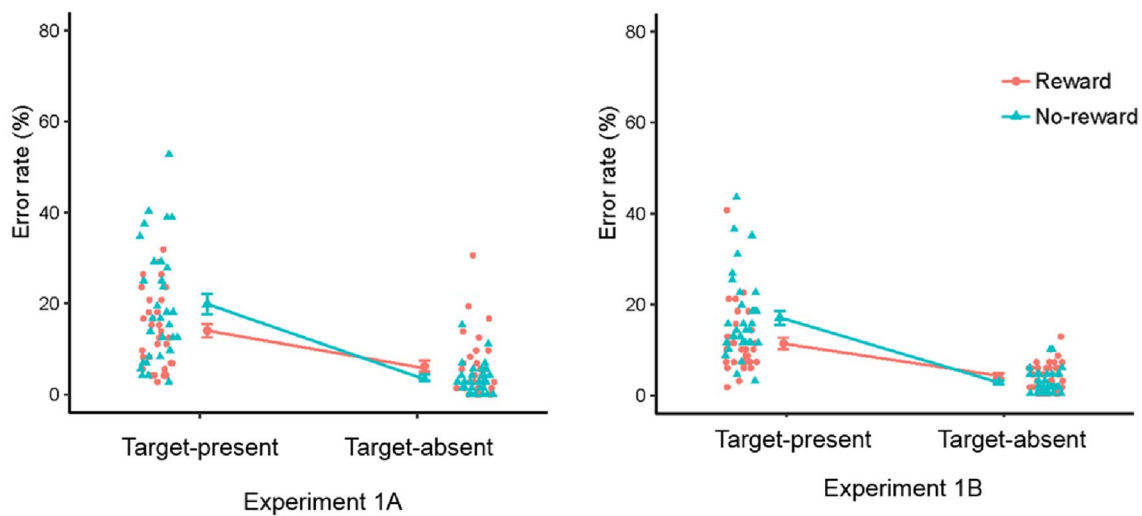 80
60
40
20
0
Error rate (%)
Target-present
Target-absent
Experiment 1A
80
60
40
20
0
Error rate (%)
Reward
No-reward
Target-present
Target-absent
Experiment 1B